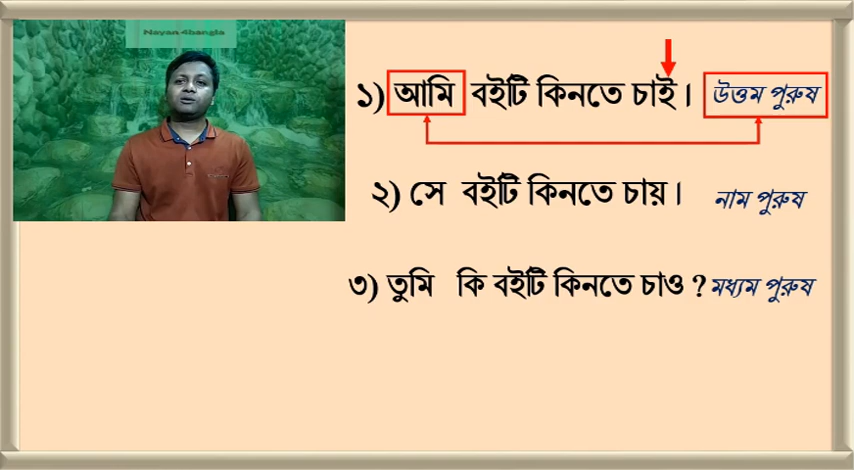 Nayan 4bangla
১) আমি বইটি কিনতে চাই। উত্তম পুরুষ
২) সে বইটি কিনতে চায়। নাম পুরুষ
৩) তুমি কি বইটি কিনতে চাও ? মধ্যম পুরুষ